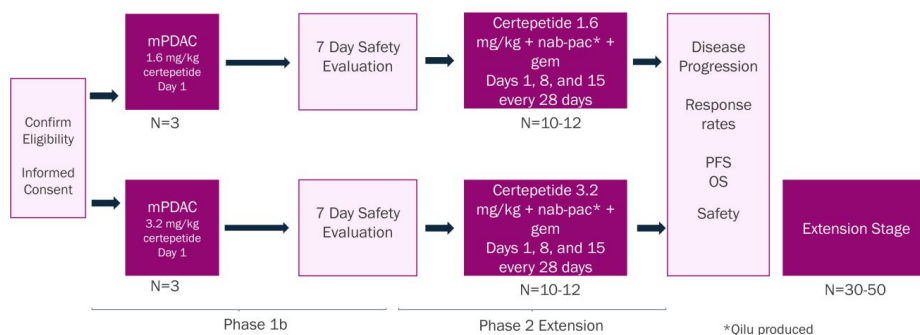 Confirm
Eligibility
Informed
Consent
mPDAC
1.6 mg/kg
certepetide
Day 1
N=3
7 Day Safety
Evaluation
Certepetide 1.6
mg/kg + nab-pac* +
gem
Days 1, 8, and 15
every 28 days
N=10-12
mPDAC
3.2 mg/kg
certepetide
Day 1
N=3
7 Day Safety
Evaluation
Certepetide 3.2
mg/kg + nab-pac* +
gem
Days 1, 8, and 15
every 28 days
N=10-12
Disease
Progression
Response
rates
PFS
OS
Safety
Extension Stage
N=30-50
Phase 1b
Phase 2 Extension
*Qilu produced